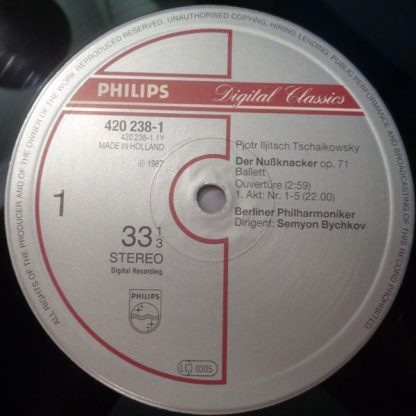 ALL RIGHTS OF THE PRODUCER AND OF THE OWNER OF THE WORK REPRODUCED RESERVED. UNAUTHORISED COPYING, HIRING, LENDING, PUBLIC PERFORMANCE AND BROADCASTING OF THIS RECORD PROHIBITED.
PHILIPS Digital Classics
420 238-1
420 238-1.1Y
MADE IN HOLLAND
℗ 1987
1
33 1/3
STEREO
Digital Recording
PHILIPS
Pjotr Iljitsch Tschaikowsky
Der Nußknacker op. 71
Ballett
Ouvertüre (2:59)
1. Akt: Nr. 1-5 (22.00)
Berliner Philharmoniker
Dirigent: Semyon Bychkov
LC 0305